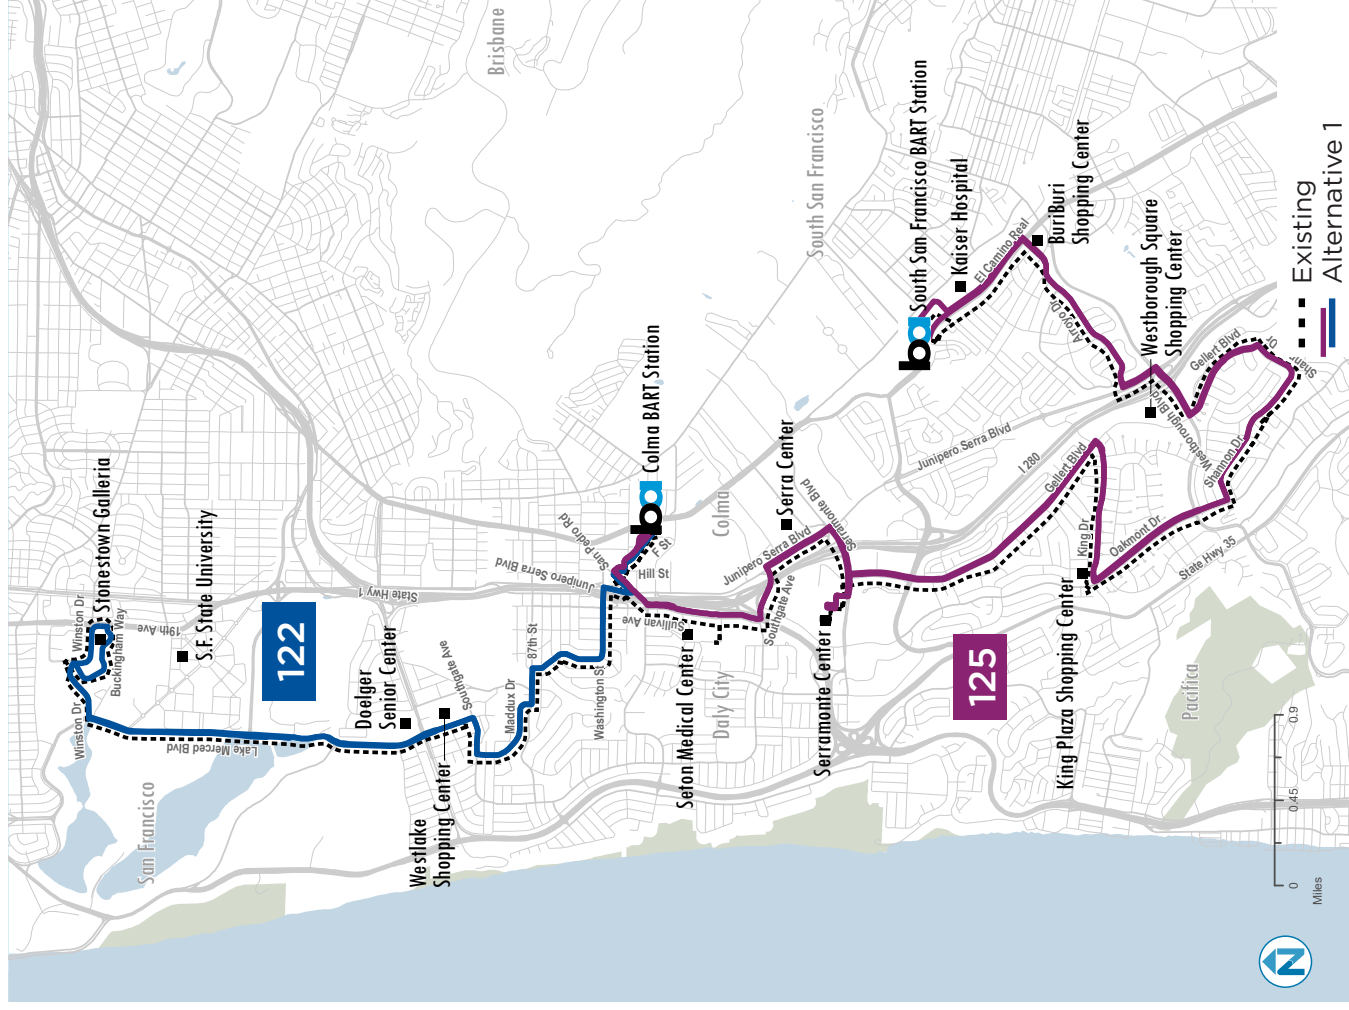 Brisbane
South San Francisco
South San Francisco BART Station
Kaiser Hospital
El Camino Real
BuriBuri
Shopping Center
Arroyo Dr
Westborough Square
Shopping Center
Westborough Blvd
Gellert Blvd
Shannon Dr
Existing
Alternative 1
Colma BART Station
Colma
Serra Center
Junipero Serra Blvd
I 280
Gellert Blvd
Serramonte Blvd
Serramonte
Junipero Serra Blvd
Southgate Ave
King Dr
Oakmont Dr
State Hwy 35
Stonestown Galleria
Winston Dr
Buckingham Way
19th Ave
S.F. State University
122
Winston Dr
Lake Merced Blvd
San Francisco
Doelger
Senior Center
Westlake
Shopping Center
Southgate Ave
Maddux Dr
87th St
Washington St
State Hwy 1
Junipero Serra Blvd
San Pedro Rd
F St
Hill St
Sullivan Ave
Seton Medical Center
Daly City
Serramonte Center
125
King Plaza Shopping Center
Pacifica
0 0.45 0.9
Miles
N
ba
ba